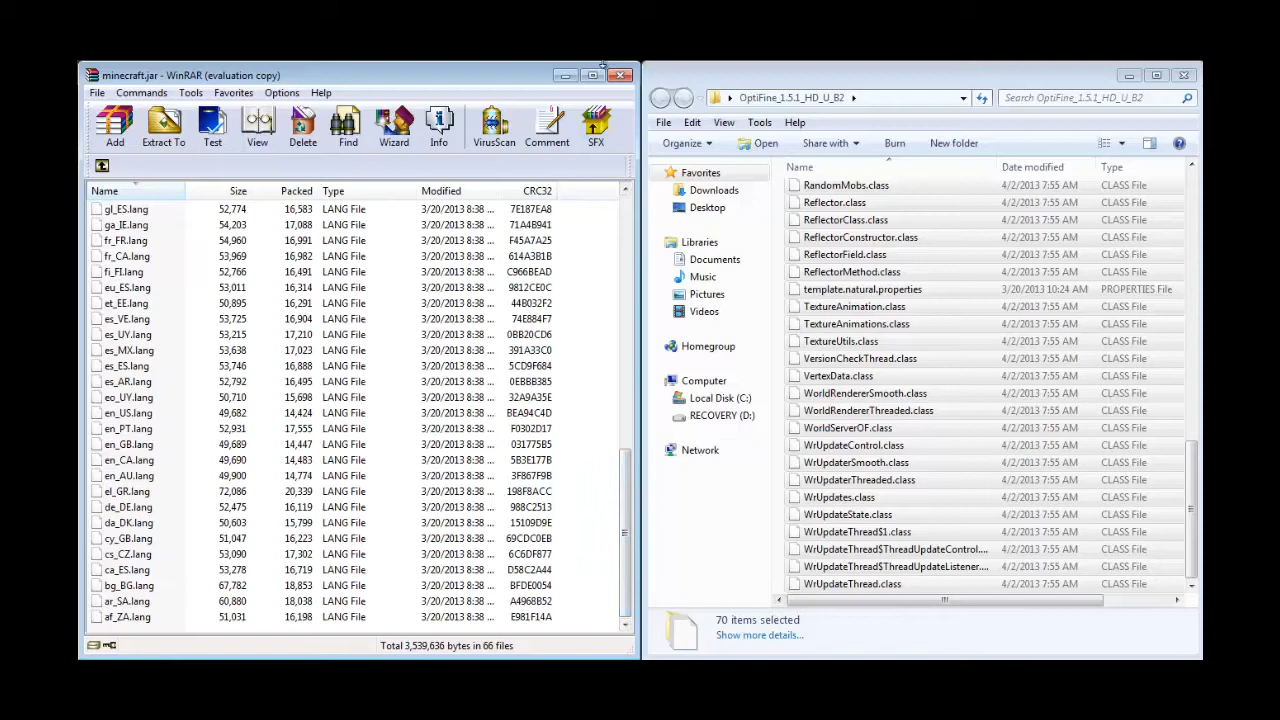 minecraft.jar - WinRAR (evaluation copy)
File Commands Tools Favorites Options Help
Add Extract To Test View Delete Find Wizard Info VirusScan Comment SFX
Name Size Packed Type Modified CRC32
gl_ES.lang 52,774 16,583 LANG File 3/20/2013 8:38 ... 7E187EA8
ga_IE.lang 54,203 17,088 LANG File 3/20/2013 8:38 ... 71A4B941
fr_FR.lang 54,960 16,991 LANG File 3/20/2013 8:38 ... F45A7A25
fr_CA.lang 53,969 16,982 LANG File 3/20/2013 8:38 ... 614A3B1B
fi_FI.lang 52,766 16,491 LANG File 3/20/2013 8:38 ... C966BEAD
eu_ES.lang 53,011 16,314 LANG File 3/20/2013 8:38 ... 9812CE0C
et_EE.lang 50,895 16,291 LANG File 3/20/2013 8:38 ... 44B032F2
es_VE.lang 53,725 16,904 LANG File 3/20/2013 8:38 ... 74E884F7
es_UY.lang 53,215 17,210 LANG File 3/20/2013 8:38 ... 0BB20CD6
es_MX.lang 53,638 17,023 LANG File 3/20/2013 8:38 ... 391A33C0
es_ES.lang 53,746 16,888 LANG File 3/20/2013 8:38 ... 5CD9F684
es_AR.lang 52,792 16,495 LANG File 3/20/2013 8:38 ... 0EBBB385
eo_UY.lang 50,710 15,698 LANG File 3/20/2013 8:38 ... 32A9A35E
en_US.lang 49,682 14,424 LANG File 3/20/2013 8:38 ... BEA94C4D
en_PT.lang 52,931 17,555 LANG File 3/20/2013 8:38 ... F0302D17
en_GB.lang 49,689 14,447 LANG File 3/20/2013 8:38 ... 031775B5
en_CA.lang 49,690 14,483 LANG File 3/20/2013 8:38 ... 5B3E177B
en_AU.lang 49,900 14,774 LANG File 3/20/2013 8:38 ... 3F867F9B
el_GR.lang 72,086 20,339 LANG File 3/20/2013 8:38 ... 198F8ACC
de_DE.lang 52,475 16,119 LANG File 3/20/2013 8:38 ... 988C2513
da_DK.lang 50,603 15,799 LANG File 3/20/2013 8:38 ... 15109D9E
cy_GB.lang 51,047 16,223 LANG File 3/20/2013 8:38 ... 69CDC0EB
cs_CZ.lang 53,090 17,302 LANG File 3/20/2013 8:38 ... 6C6DF877
ca_ES.lang 53,278 16,719 LANG File 3/20/2013 8:38 ... D58C2A44
bg_BG.lang 67,782 18,853 LANG File 3/20/2013 8:38 ... BFDE0054
ar_SA.lang 60,880 18,038 LANG File 3/20/2013 8:38 ... A4968B52
af_ZA.lang 51,031 16,198 LANG File 3/20/2013 8:38 ... E981F14A
Total 3,539,636 bytes in 66 files
OptiFine_1.5.1_HD_U_B2
Search OptiFine_1.5.1_HD_U_B2
File Edit View Tools Help
Organize Open Share with Burn New folder
Favorites
Downloads
Desktop
Libraries
Documents
Music
Pictures
Videos
Homegroup
Computer
Local Disk (C:)
RECOVERY (D:)
Network
Name Date modified Type
RandomMobs.class 4/2/2013 7:55 AM CLASS File
Reflector.class 4/2/2013 7:55 AM CLASS File
ReflectorClass.class 4/2/2013 7:55 AM CLASS File
ReflectorConstructor.class 4/2/2013 7:55 AM CLASS File
ReflectorField.class 4/2/2013 7:55 AM CLASS File
ReflectorMethod.class 4/2/2013 7:55 AM CLASS File
template.natural.properties 3/20/2013 10:24 AM PROPERTIES File
TextureAnimation.class 4/2/2013 7:55 AM CLASS File
TextureAnimations.class 4/2/2013 7:55 AM CLASS File
TextureUtils.class 4/2/2013 7:55 AM CLASS File
VersionCheckThread.class 4/2/2013 7:55 AM CLASS File
VertexData.class 4/2/2013 7:55 AM CLASS File
WorldRendererSmooth.class 4/2/2013 7:55 AM CLASS File
WorldRendererThreaded.class 4/2/2013 7:55 AM CLASS File
WorldServerOF.class 4/2/2013 7:55 AM CLASS File
WrUpdateControl.class 4/2/2013 7:55 AM CLASS File
WrUpdaterSmooth.class 4/2/2013 7:55 AM CLASS File
WrUpdaterThreaded.class 4/2/2013 7:55 AM CLASS File
WrUpdates.class 4/2/2013 7:55 AM CLASS File
WrUpdateState.class 4/2/2013 7:55 AM CLASS File
WrUpdateThread$1.class 4/2/2013 7:55 AM CLASS File
WrUpdateThread$ThreadUpdateControl.... 4/2/2013 7:55 AM CLASS File
WrUpdateThread$ThreadUpdateListener.... 4/2/2013 7:55 AM CLASS File
WrUpdateThread.class 4/2/2013 7:55 AM CLASS File
70 items selected
Show more details...